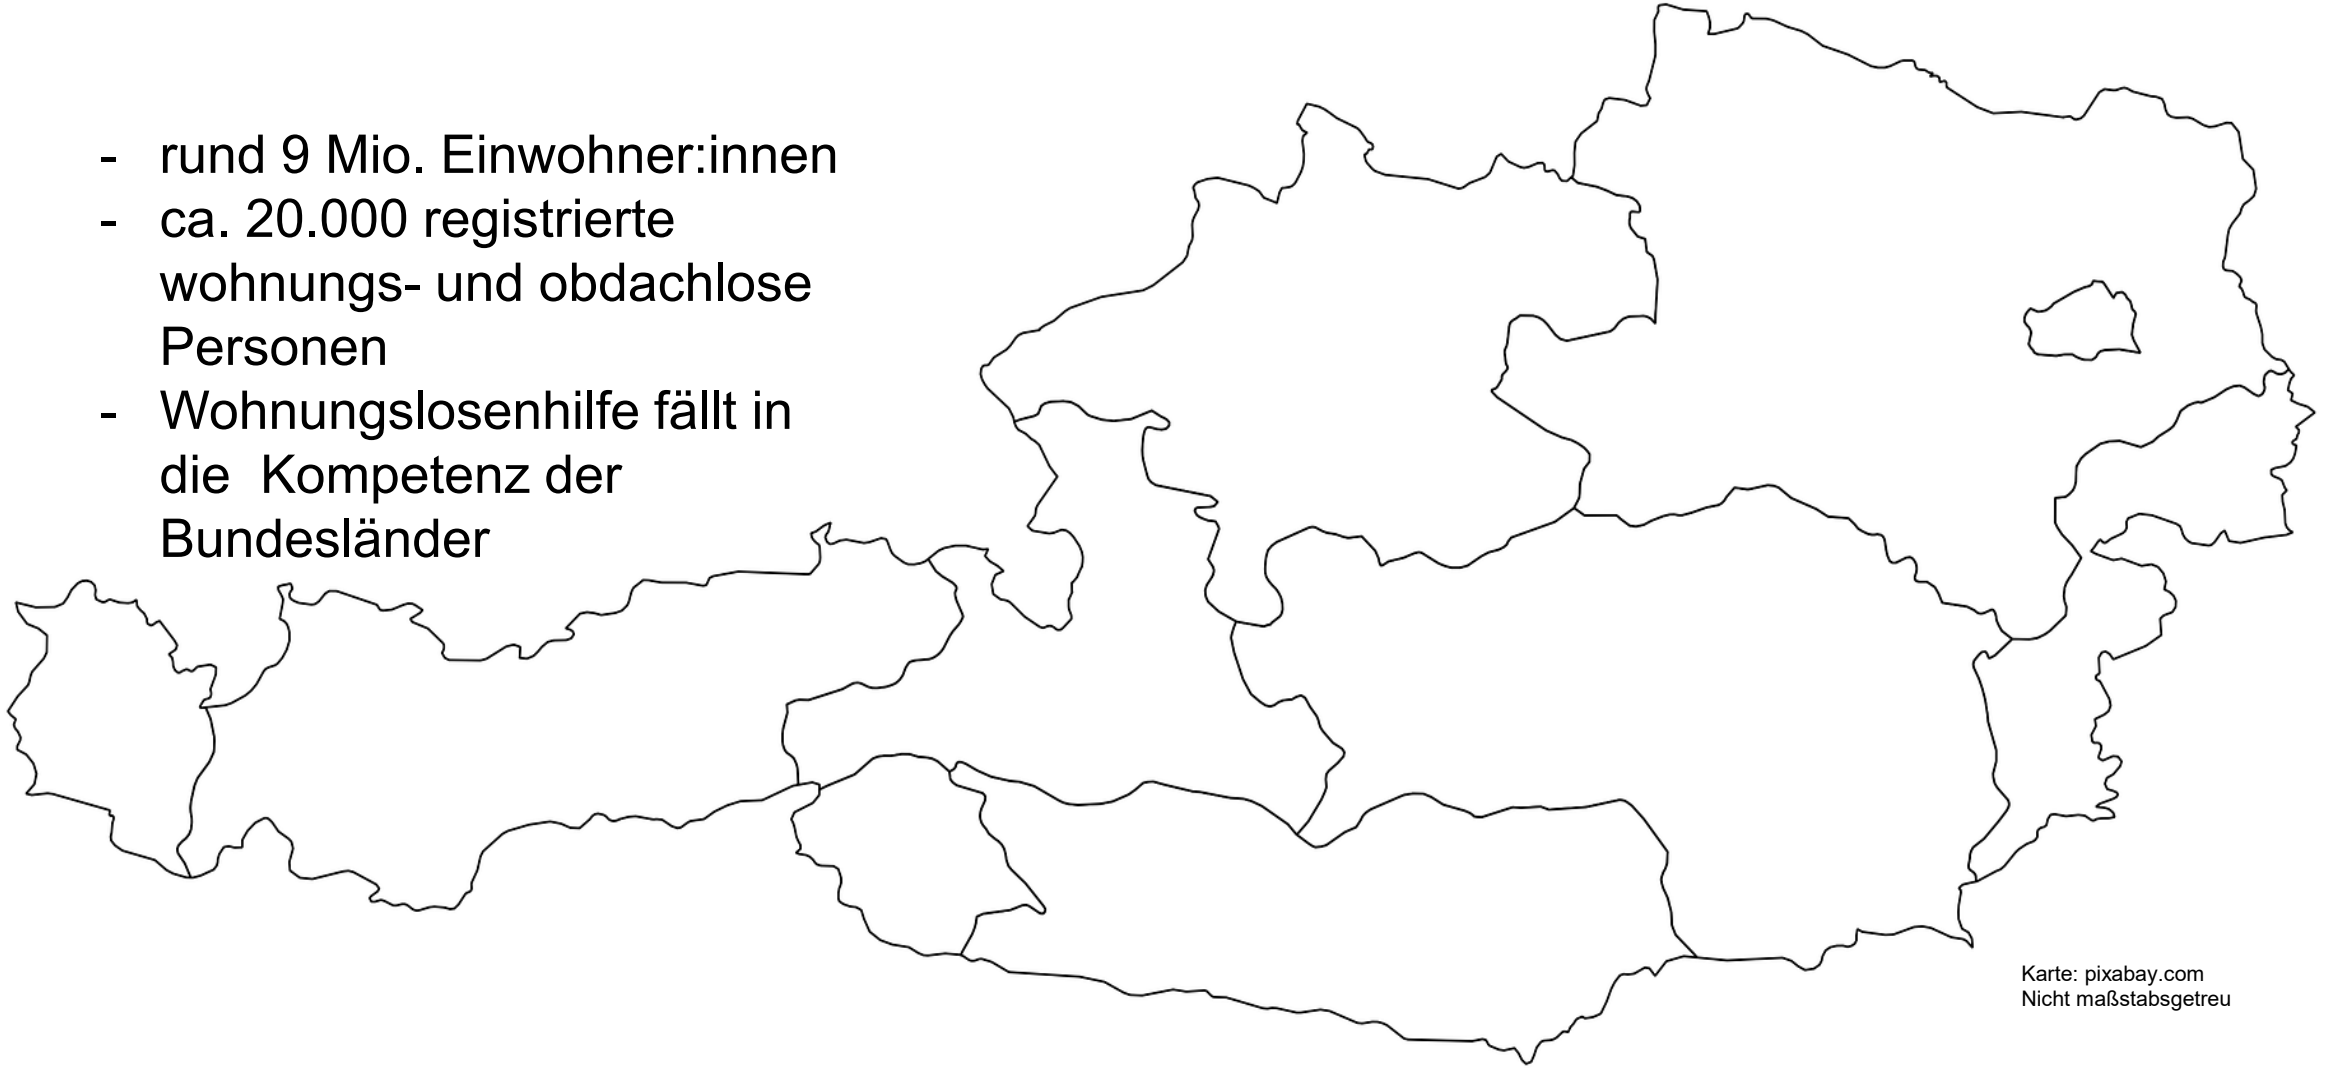 - rund 9 Mio. Einwohner:innen
- ca. 20.000 registrierte
wohnungs- und obdachlose
Personen
- Wohnungslosenhilfe fällt in
die  Kompetenz der
Bundesländer
Karte: pixabay.com
Nicht maßstabsgetreu